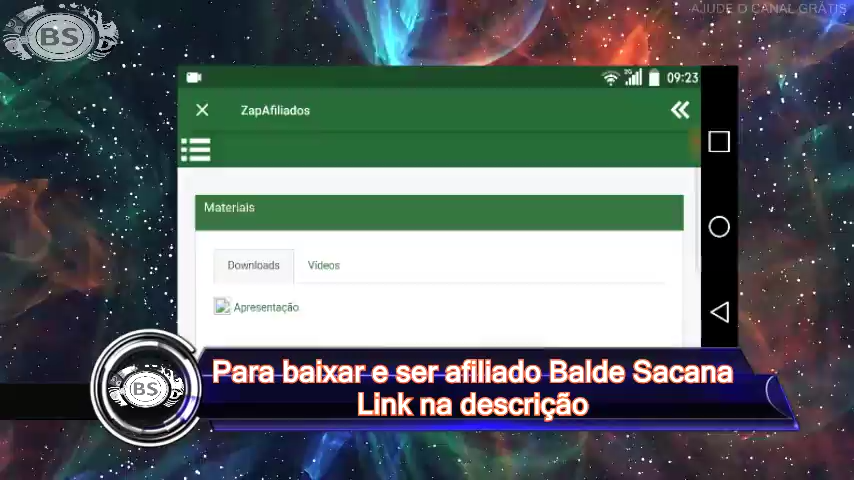 BS
AJUDE O CANAL GRÁTIS
2G
09:23
ZapAfiliados
Materiais
Downloads
Vídeos
Apresentação
BS
Para baixar e ser afiliado Balde Sacana
Link na descrição